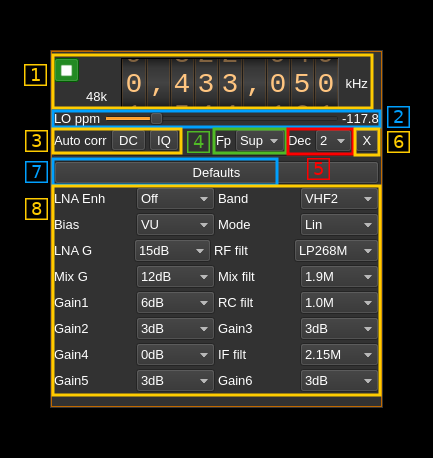 1
0,433,050 kHz
48k
LO ppm -117.8 2
3 Auto corr DC IQ 4 Fp Sup Dec 2 X 6
7 Defaults 5
8 LNA Enh Off Band VHF2
Bias VU Mode Lin
LNA G 15dB RF filt LP268M
Mix G 12dB Mix filt 1.9M
Gain1 6dB RC filt 1.0M
Gain2 3dB Gain3 3dB
Gain4 0dB IF filt 2.15M
Gain5 3dB Gain6 3dB